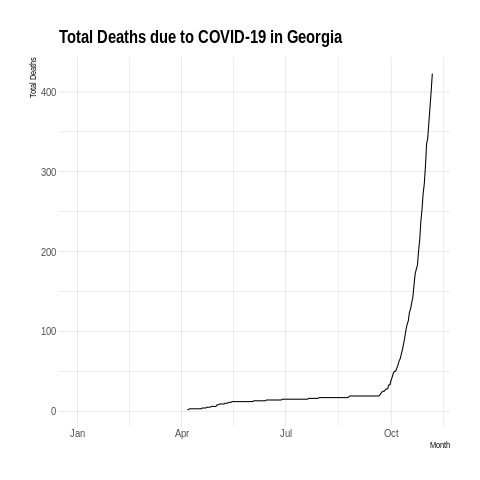 Total Deaths due to COVID-19 in Georgia
Total Deaths
400
300
200
100
0
Jan Apr Jul Oct
Month